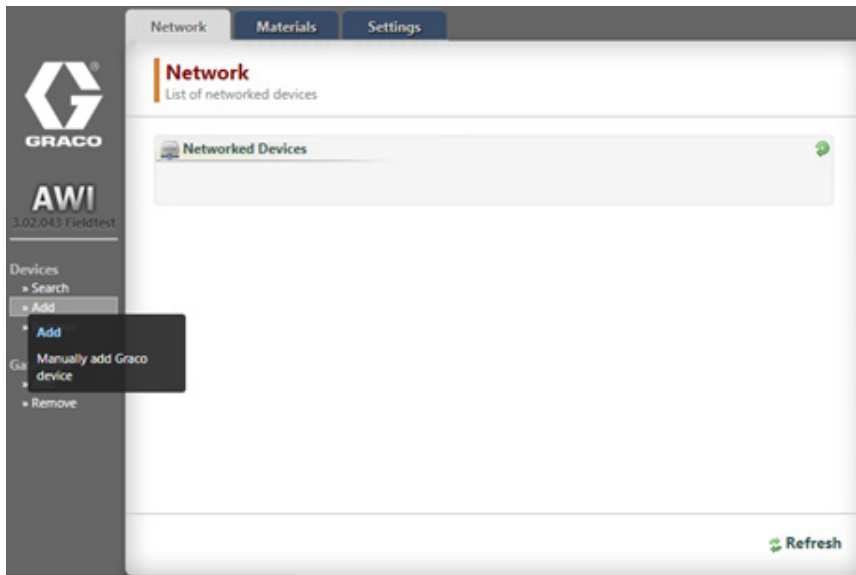 Network
Materials
Settings
Network
List of networked devices
GRACO
Networked Devices
AWI
3.02.043 Fieldtest
Devices
» Search
» Add
Add
Manually add Graco
device
Ga
» Remove
Refresh